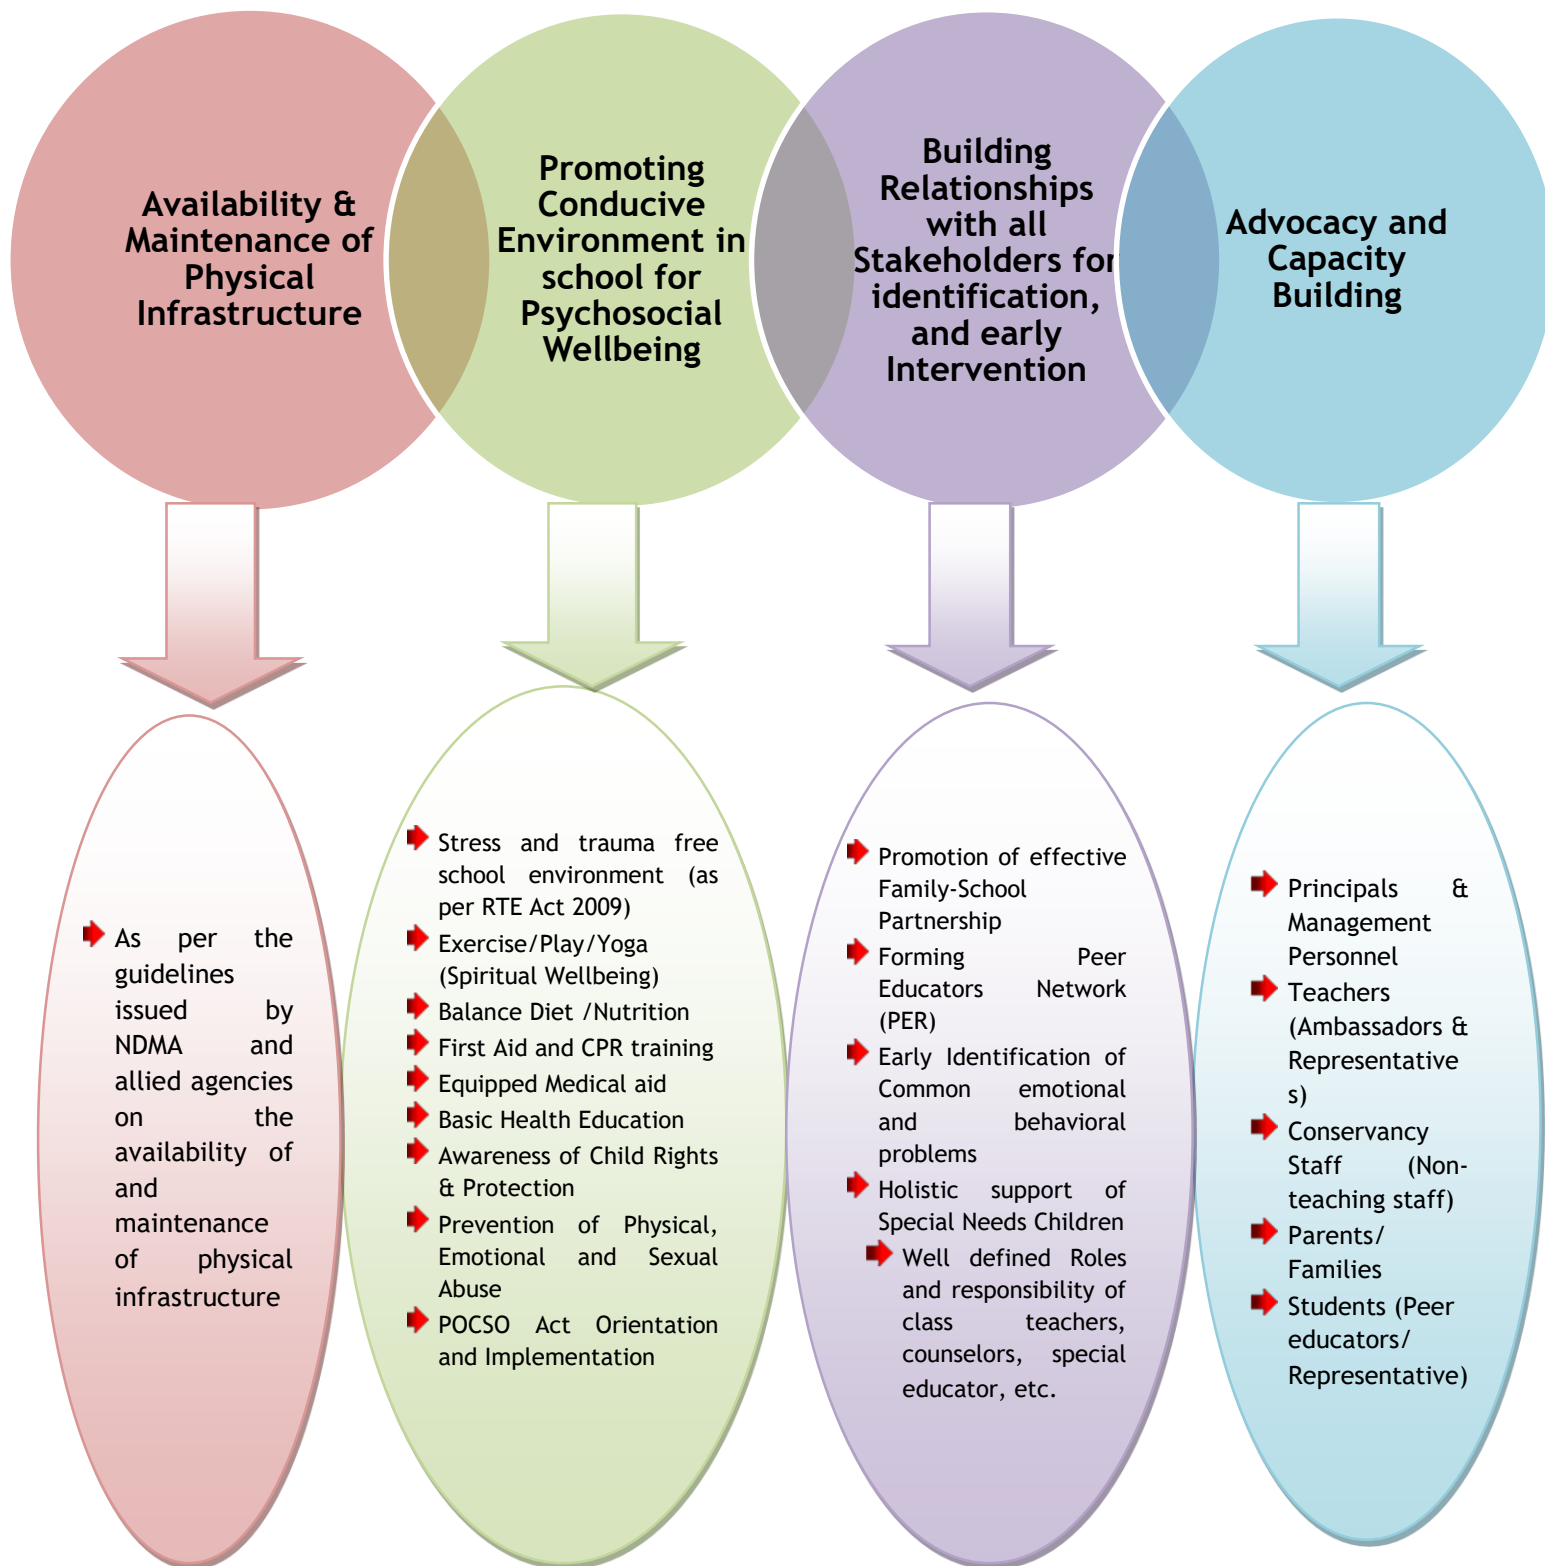 Availability &
Maintenance of
Physical
Infrastructure
Promoting
Conducive
Environment in
school for
Psychosocial
Wellbeing
Building
Relationships
with all
Stakeholders for
identification,
and early
Intervention
Advocacy and
Capacity
Building
As per the
guidelines
issued by
NDMA and
allied agencies
on the
availability of
and
maintenance
of physical
infrastructure
Stress and trauma free
school environment (as
per RTE Act 2009)
Exercise/Play/Yoga
(Spiritual Wellbeing)
Balance Diet /Nutrition
First Aid and CPR training
Equipped Medical aid
Basic Health Education
Awareness of Child Rights
& Protection
Prevention of Physical,
Emotional and Sexual
Abuse
POCSO Act Orientation
and Implementation
Promotion of effective
Family-School
Partnership
Forming Peer
Educators Network
(PER)
Early Identification of
Common emotional
and behavioral
problems
Holistic support of
Special Needs Children
Well defined Roles
and responsibility of
class teachers,
counselors, special
educator, etc.
Principals &
Management
Personnel
Teachers
(Ambassadors &
Representative
s)
Conservancy
Staff (Non-
teaching staff)
Parents/
Families
Students (Peer
educators/
Representative)